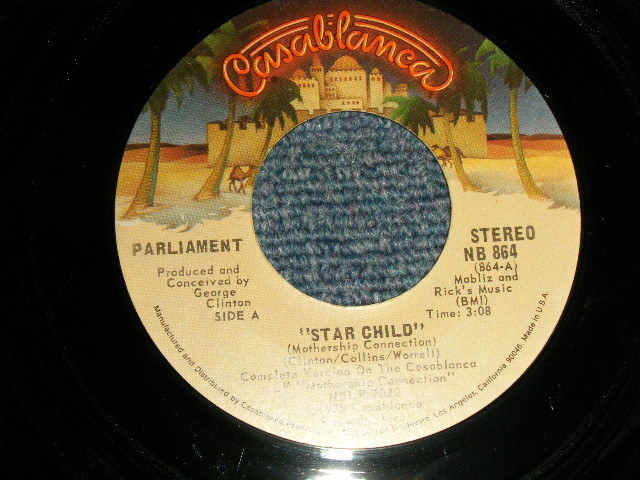 Casablanca
PARLIAMENT
Produced and
Conceived by
George
Clinton
SIDE A
STEREO
NB 864
(864-A)
Mobliz and
Rick's Music
(BMI)
Time: 3:08
"STAR CHILD"
(Mothership Connection)
(Clinton/Collins/Worrell)
Complete Version On The Casablanca
LP "Mothership Connection"
NBLP 7022
Casablanca
Manufactured and Distributed by Casablanca
Los Angeles, California 90046, Made in U.S.A.